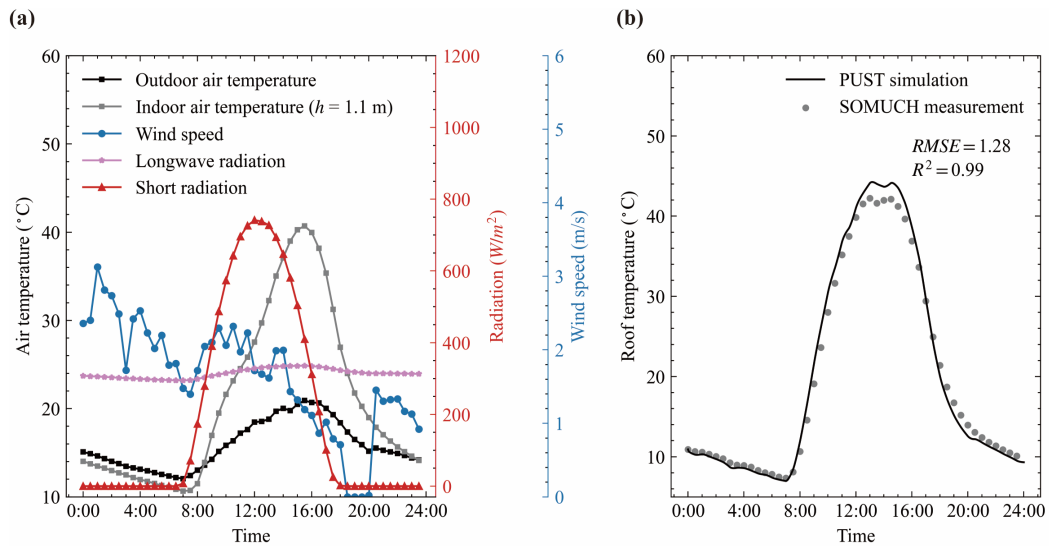 (a)
60
50
40
30
20
10
Air temperature (°C)
Outdoor air temperature
Indoor air temperature (h = 1.1 m)
Wind speed
Longwave radiation
Short radiation
0:00 4:00 8:00 12:00 16:00 20:00 24:00
Time
1200
1000
800
600
400
200
0
Radiation (W/m²)
6
5
4
3
2
1
0
Wind speed (m/s)
(b)
60
50
40
30
20
10
Roof temperature (°C)
PUST simulation
SOMUCH measurement
RMSE = 1.28
R² = 0.99
0:00 4:00 8:00 12:00 16:00 20:00 24:00
Time